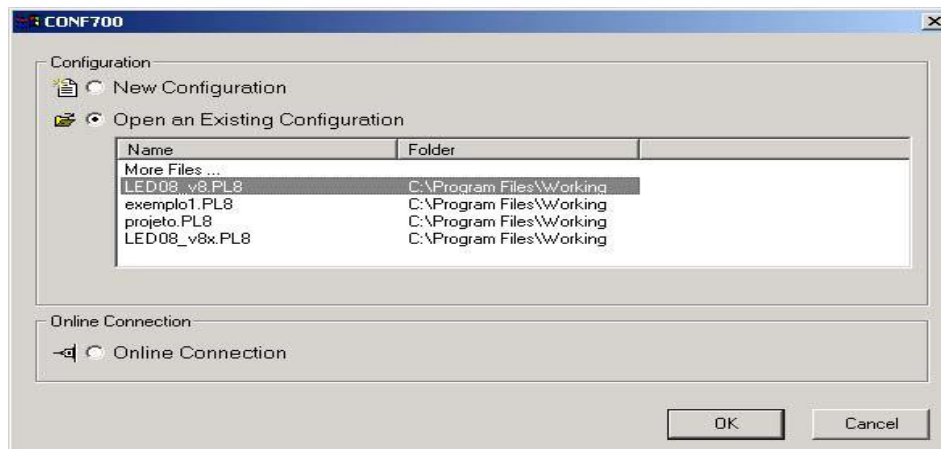 CONF700
Configuration
New Configuration
Open an Existing Configuration
Name Folder
More Files ...
LED08_v8.PL8 C:\Program Files\Working
exemplo1.PL8 C:\Program Files\Working
projeto.PL8 C:\Program Files\Working
LED08_v8x.PL8 C:\Program Files\Working
Online Connection
Online Connection
OK Cancel